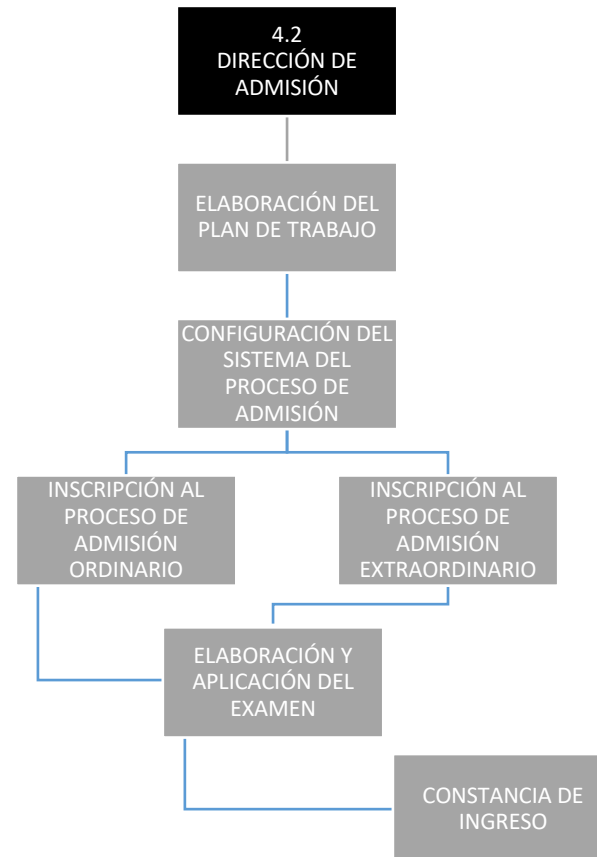 4.2
DIRECCIÓN DE
ADMISIÓN
ELABORACIÓN DEL
PLAN DE TRABAJO
CONFIGURACIÓN DEL
SISTEMA DEL
PROCESO DE
ADMISIÓN
INSCRIPCIÓN AL
PROCESO DE
ADMISIÓN
ORDINARIO
INSCRIPCIÓN AL
PROCESO DE
ADMISIÓN
EXTRAORDINARIO
ELABORACIÓN Y
APLICACIÓN DEL
EXAMEN
CONSTANCIA DE
INGRESO